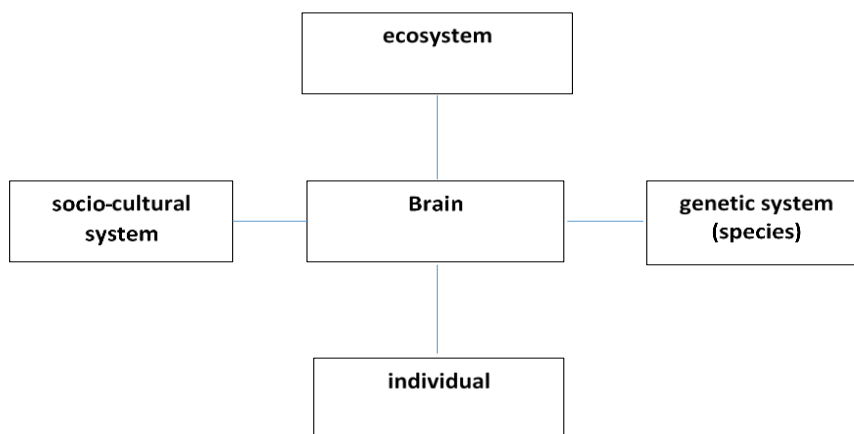 ecosystem
socio-cultural
system
Brain
genetic system
(species)
individual